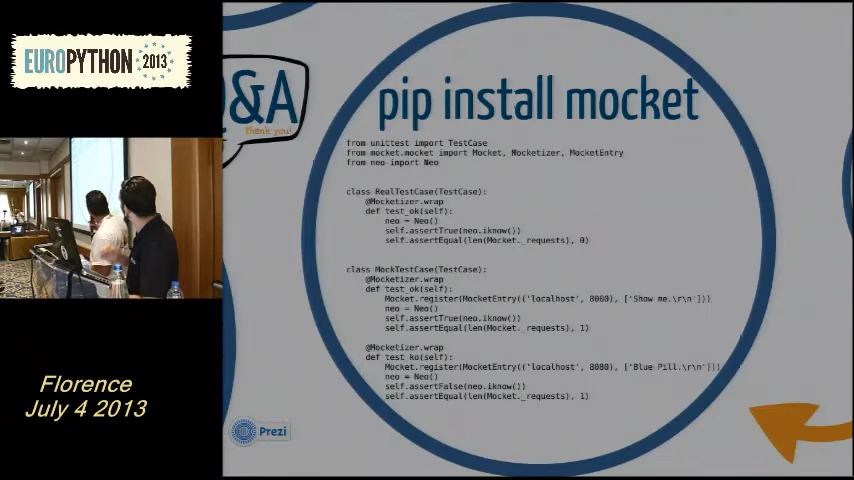 EUROPYTHON 2013
&A
Thank you!
pip install mocket
from unittest import TestCase
from mocket.mocket import Mocket, Mocketizer, MocketEntry
from neo import Neo
class RealTestCase(TestCase):
@Mocketizer.wrap
def test_ok(self):
neo = Neo()
self.assertTrue(neo.iknow())
self.assertEqual(len(Mocket._requests), 0)
class MockTestCase(TestCase):
@Mocketizer.wrap
def test_ok(self):
Mocket.register(MocketEntry(('localhost', 8080), ['Show me.\r\n']))
neo = Neo()
self.assertTrue(neo.iknow())
self.assertEqual(len(Mocket._requests), 1)
@Mocketizer.wrap
def test_ko(self):
Mocket.register(MocketEntry(('localhost', 8080), ['Blue Pill.\r\n']))
neo = Neo()
self.assertFalse(neo.iknow())
self.assertEqual(len(Mocket._requests), 1)
Florence
July 4 2013
Prezi